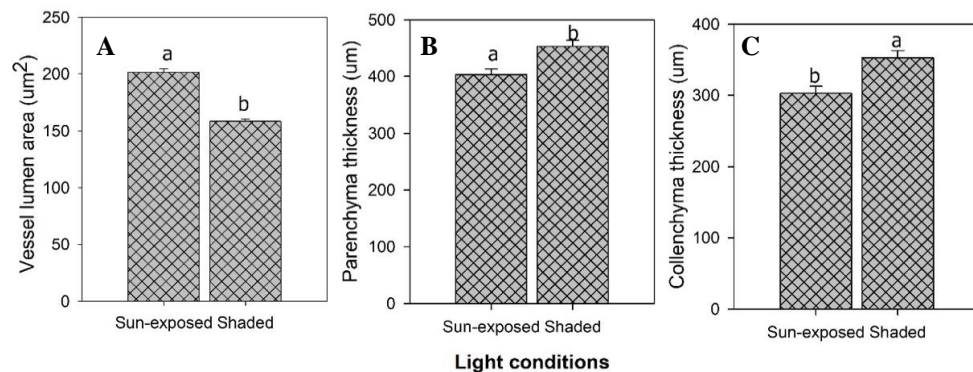 A
Vessel lumen area (um²)
250
200
150
100
50
0
a
b
Sun-exposed Shaded
B
Parenchyma thickness (um)
500
400
300
200
100
0
a
b
Sun-exposed Shaded
C
Collenchyma thickness (um)
400
300
200
100
0
b
a
Sun-exposed Shaded
Light conditions